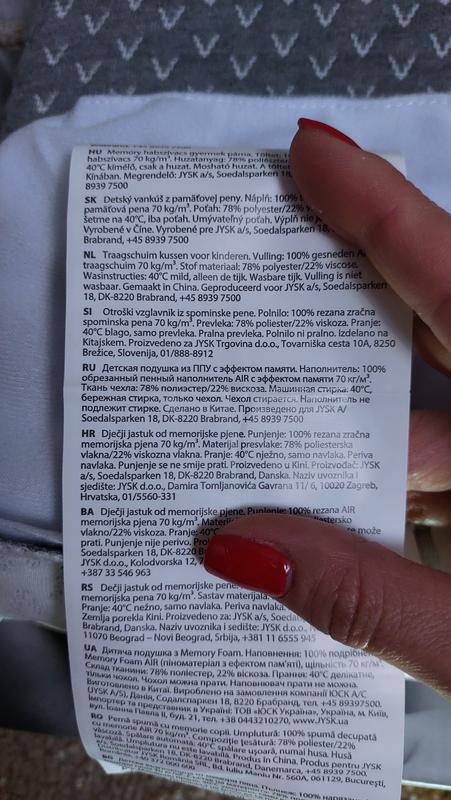 HU Memory habszivacs gyermek párna. Töltet:
habszivacs 70 kg/m³. Huzatanyag: 78% poliészter
40°C kímélő, csak a huzat. Mosható huzat. A tölte
Kínában. Megrendelő: JYSK a/s, Soedalsparken 18,
8939 7500
SK Detský vankúš z pamäťovej peny. Náplň: 100%
pamäťová pena 70 kg/m³. Poťah: 78% polyester/22%
šetrne na 40°C, iba poťah. Umývateľný poťah. Výplň nie je
Vyrobené v Číne. Vyrobené pre JYSK a/s, Soedalsparken 18,
Brabrand, +45 8939 7500
NL Traagschuim kussen voor kinderen. Vulling: 100% gesneden A
traagschuim 70 kg/m³. Stof materiaal: 78% polyester/22% viscose.
Wasinstructies: 40°C mild, alleen de tijk. Wasbare tijk. Vulling is niet
wasbaar. Gemaakt in China. Geproduceerd voor JYSK a/s, Soedalsparken
18, DK-8220 Brabrand, +45 8939 7500
SI Otroški vzglavnik iz spominske pene. Polnilo: 100% rezana zračna
spominska pena 70 kg/m³. Prevleka: 78% poliester/22% viskoza. Pranje:
40°C blago, samo prevleka. Pralna prevleka. Polnilo ni pralno. Izdelano na
Kitajskem. Proizvedeno za JYSK Trgovina d.o.o., Tovarniška cesta 10A, 8250
Brežice, Slovenija, 01/888-8912
RU Детская подушка из ППУ с эффектом памяти. Наполнитель: 100%
обрезанный пенный наполнитель AIR с эффектом памяти 70 кг/м³.
Ткань чехла: 78% полиэстер/22% вискоза. Машинная стирка: 40°C,
бережная стирка, только чехол. Чехол стирается. Наполнитель не
подлежит стирке. Сделано в Китае. Произведено для JYSK A/
Soedalsparken 18, DK-8220 Brabrand, +45 8939 7500
HR Dječji jastuk od memorijske pjene. Punjenje: 100% rezana zračna
memorijska pjena 70 kg/m³. Materijal presvlake: 78% poliesterska
vlakna/22% viskozna vlakna. Pranje: 40°C nježno, samo navlaka. Periva
navlaka. Punjenje se ne smije prati. Proizvedeno u Kini. Proizvođač: JYSK
a/s, Soedalsparken 18, DK-8220 Brabrand, Danska. Naziv uvoznika i
sjedište: JYSK d.o.o., Damira Tomljanovića Gavrana 11/6, 10020 Zagreb,
Hrvatska, 01/5560-331
BA Dječji jastuk od memorijske pjene. Punjenje: 100% rezana AIR
memorijska pjena 70 kg/m³. Materij
vlakno/22% viscoza. Pranje: 40°C može
prati. Punjenje nije perivo. Pro
Soedalsparken 18, DK-8220 B
JYSK d.o.o., Kolodvorska 12, 7
+387 33 546 963
RS Dečji jastuk od memorijske pene.
memorijska pena 70 kg/m³. Sastav materijala:
Pranje: 40°C nežno, samo navlaka. Periva navlaka.
Zemlja porekla Kini. Proizvedeno za: JYSK a/s,
Brabrand, Danska. Naziv uvoznika i sedište: JYSK d.o.o.,
11070 Beograd – Novi Beograd, Srbija, +381 11 6555 945
UA Дитяча подушка з Memory Foam. Наповнення: 100% подрібнен
Memory Foam AIR (піноматеріал з ефектом пам'яті), щільність 70 кг/м³.
Склад тканини: 78% поліестер, 22% віскоза. Прання: 40°C делікатне,
тільки чохол. Чохол можна прати. Наповнювач прати не можна.
Виготовлено в Китаї. Вироблено на замовлення компанії ЮСК А/С
(JYSK A/S), Данія, Содалспаркен 18, 8220 Брабранд, тел. +45 89397500.
Імпортер та представник в Україні: ТОВ «ЮСК Україна», Україна, м. Київ,
вул. Іоанна Павла ІІ, буд. 21, тел. +38 0443210270, www.JYSK.ua
RO Pernă spumă cu memorie copii. Umplutură: 100% spumă decupată
cu memorie AIR 70 kg/m³. Compoziție țesătură: 78% poliester/22%
vâscoză. Spălare automată: 40°C spălare ușoară, numai husa. Husă
lavabilă. Umplutura nu este lavabilă. Produs în China. Produs pentru JYSK
Brabrand, Danemarca, +45 8939 7500.
România SRL, Bd. Iuliu Maniu Nr. 560A, 061129, București,